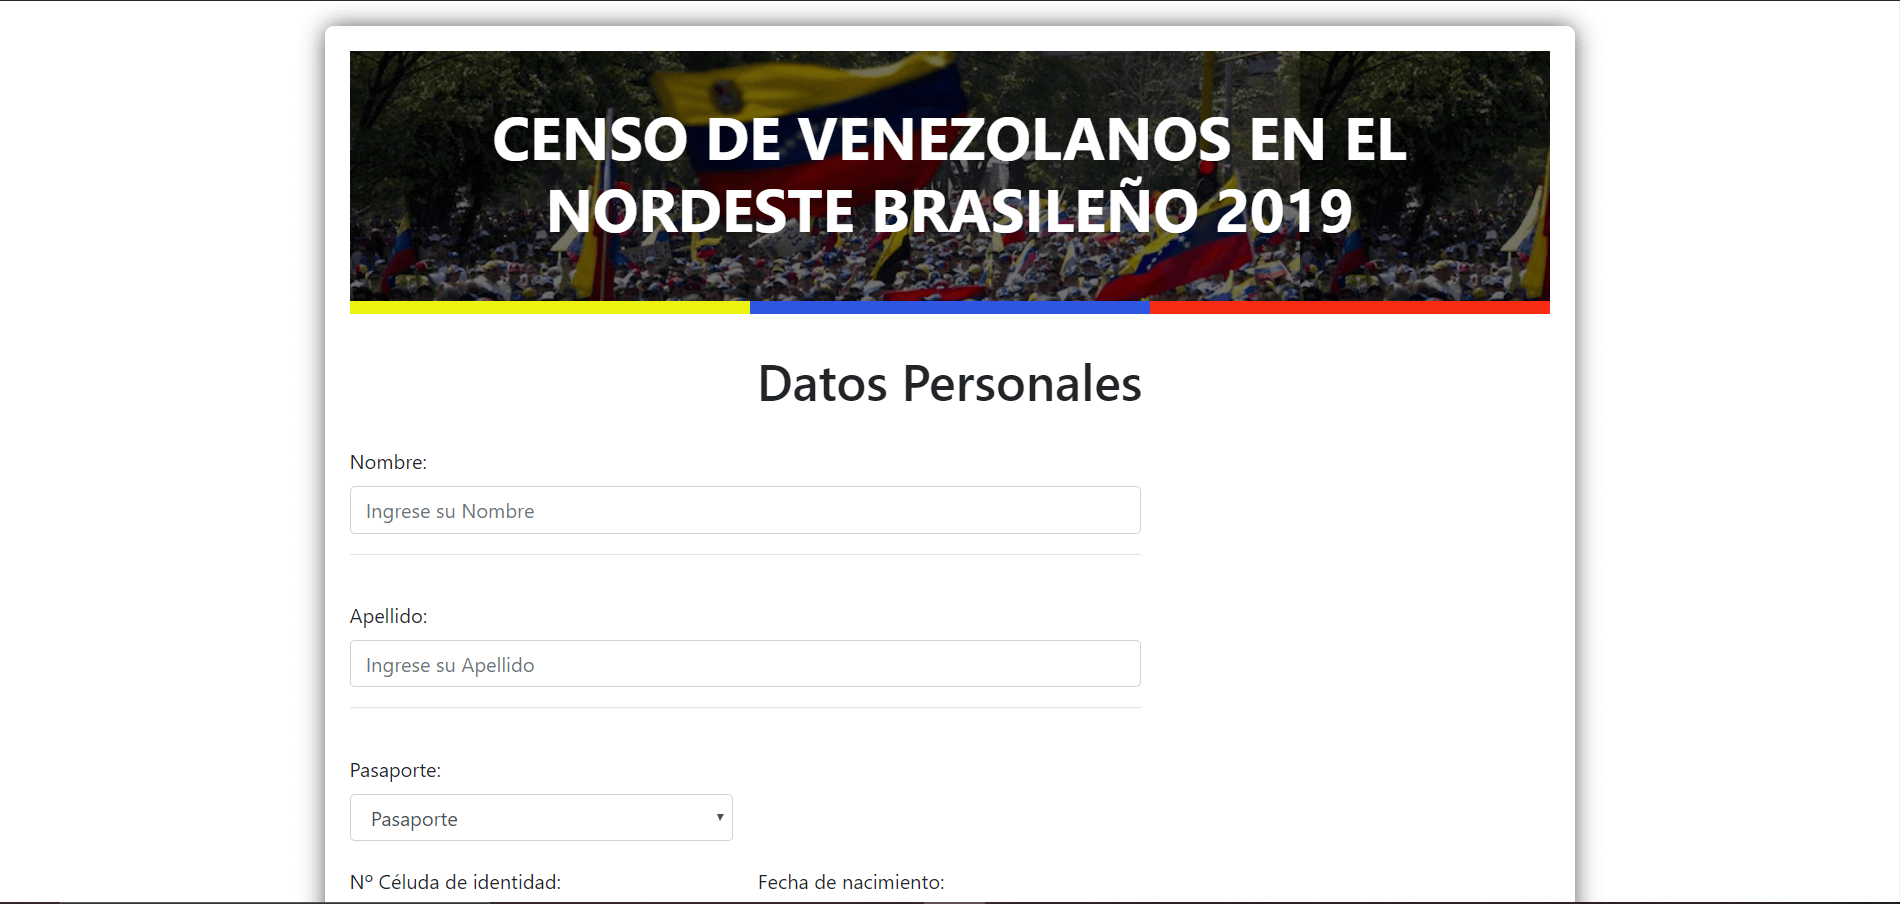 CENSO DE VENEZOLANOS EN EL
NORDESTE BRASILEÑO 2019
Datos Personales
Nombre:
Ingrese su Nombre
Apellido:
Ingrese su Apellido
Pasaporte:
Pasaporte
Nº Céluda de identidad:
Fecha de nacimiento: